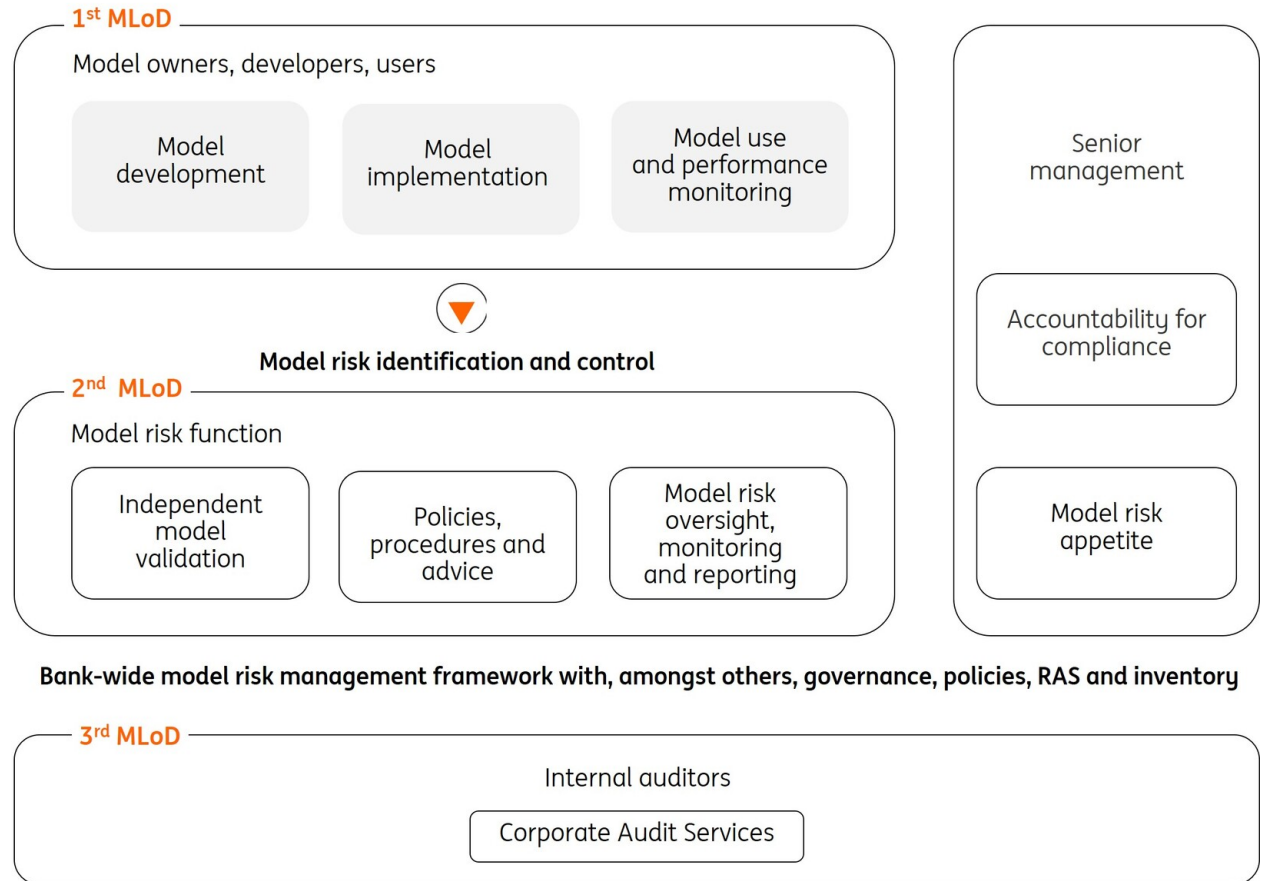 1st MLoD
Model owners, developers, users
Model
development
Model
implementation
Model use
and performance
monitoring
Model risk identification and control
2nd MLoD
Model risk function
Independent
model
validation
Policies,
procedures and
advice
Model risk
oversight,
monitoring
and reporting
Senior
management
Accountability for
compliance
Model risk
appetite
Bank-wide model risk management framework with, amongst others, governance, policies, RAS and inventory
3rd MLoD
Internal auditors
Corporate Audit Services